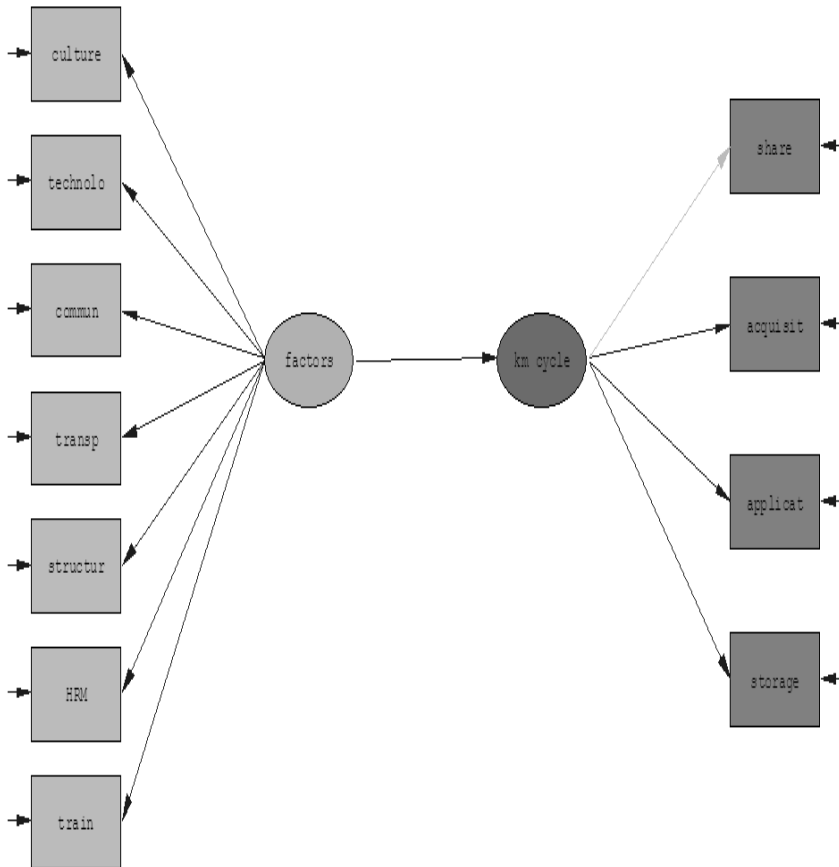 culture
technolo
commun
transp
structur
HRM
train
factors
km cycle
share
acquisit
applicat
storage